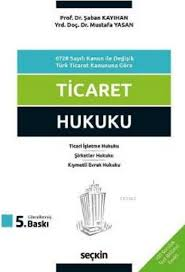 Prof. Dr. Şaban KAYIHAN
Yrd. Doç. Dr. Mustafa YASAN
6728 Sayılı Kanun ile Değişik
Türk Ticaret Kanununa Göre
TİCARET
HUKUKU
Ticari İşletme Hukuku
Şirketler Hukuku
Kıymetli Evrak Hukuku
5. Baskı
seçkin